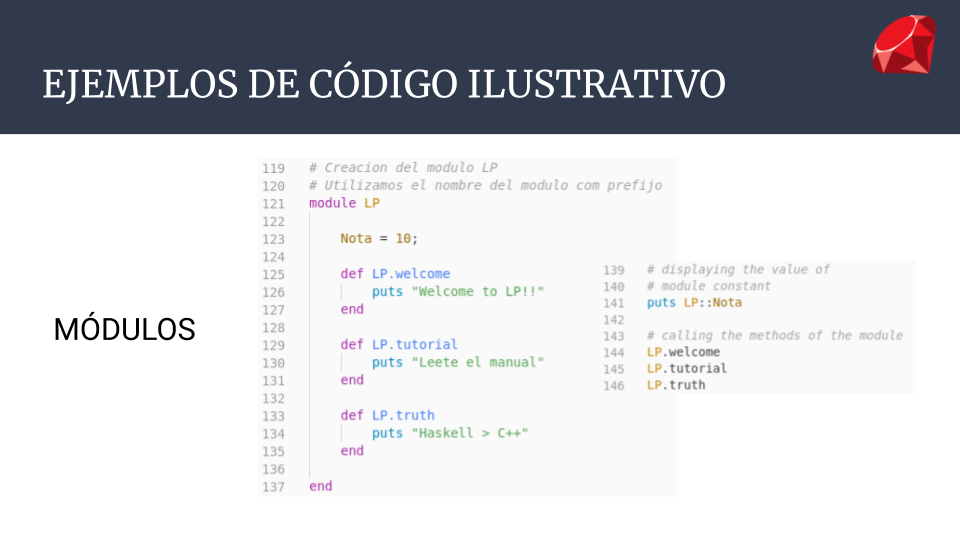 EJEMPLOS DE CÓDIGO ILUSTRATIVO
MÓDULOS
119 # Creacion del modulo LP
120 # Utilizamos el nombre del modulo com prefijo
121 module LP
122
123 Nota = 10;
124
125 def LP.welcome
126 puts "Welcome to LP!!"
127 end
128
129 def LP.tutorial
130 puts "Leete el manual"
131 end
132
133 def LP.truth
134 puts "Haskell > C++"
135 end
136
137 end
139 # displaying the value of
140 # module constant
141 puts LP::Nota
142
143 # calling the methods of the module
144 LP.welcome
145 LP.tutorial
146 LP.truth